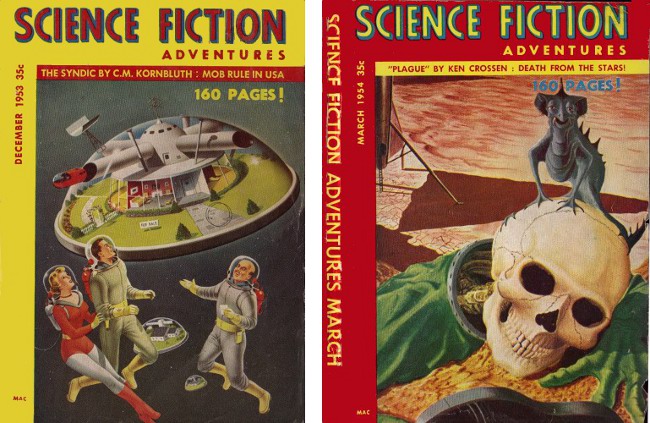 SCIENCE FICTION
ADVENTURES
THE SYNDIC BY C.M. KORNBLUTH : MOB RULE IN USA
160 PAGES!
DECEMBER 1953 35c
FOR SALE
MAC
SCIENCE FICTION ADVENTURES MARCH
SCIENCE FICTION
ADVENTURES
"PLAGUE" BY KEN CROSSEN : DEATH FROM THE STARS!
160 PAGES!
MARCH 1954 35c
MAC